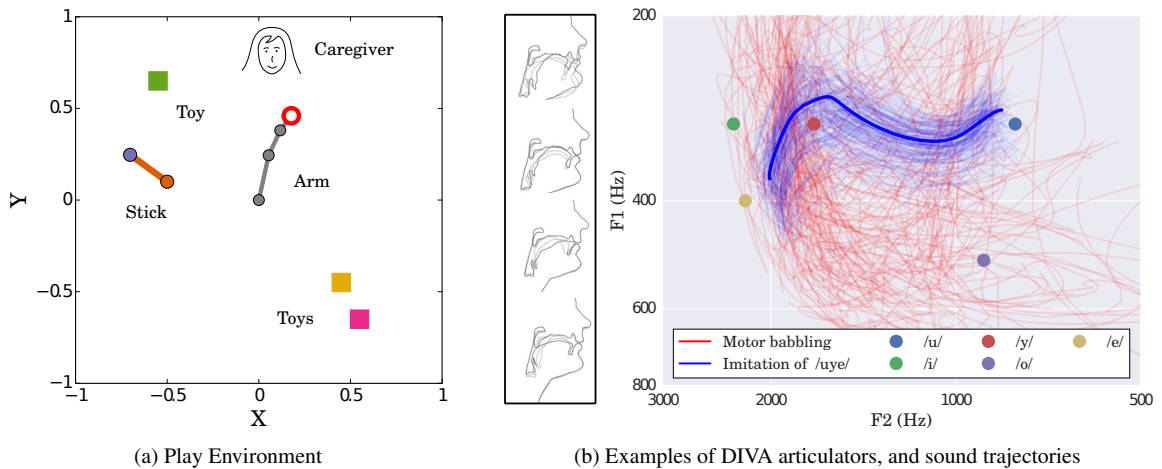 1
0.5
0
−0.5
−1
−1
−0.5
0
0.5
1
Y
X
Caregiver
Toy
Arm
Stick
Toys
(a) Play Environment
200
400
600
800
3000
2000
1000
500
F1 (Hz)
F2 (Hz)
Motor babbling
Imitation of /uye/
/u/
/i/
/y/
/o/
/e/
(b) Examples of DIVA articulators, and sound trajectories